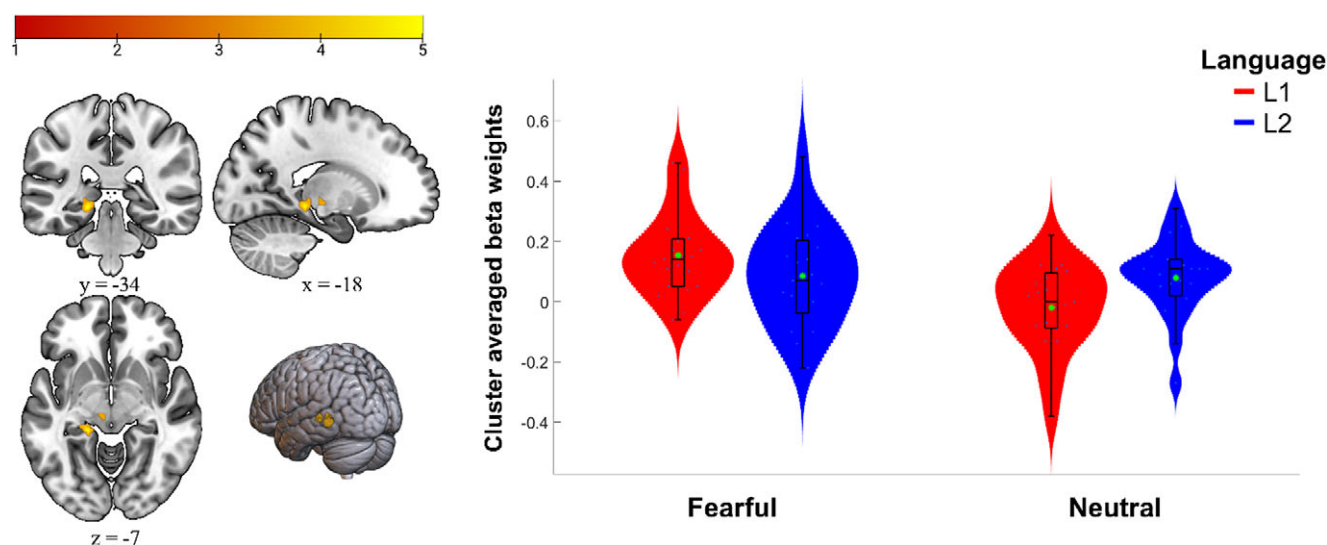 1 2 3 4 5
y = -34
x = -18
z = -7
Language
L1
L2
Cluster averaged beta weights
0.6
0.4
0.2
0
-0.2
-0.4
Fearful Neutral